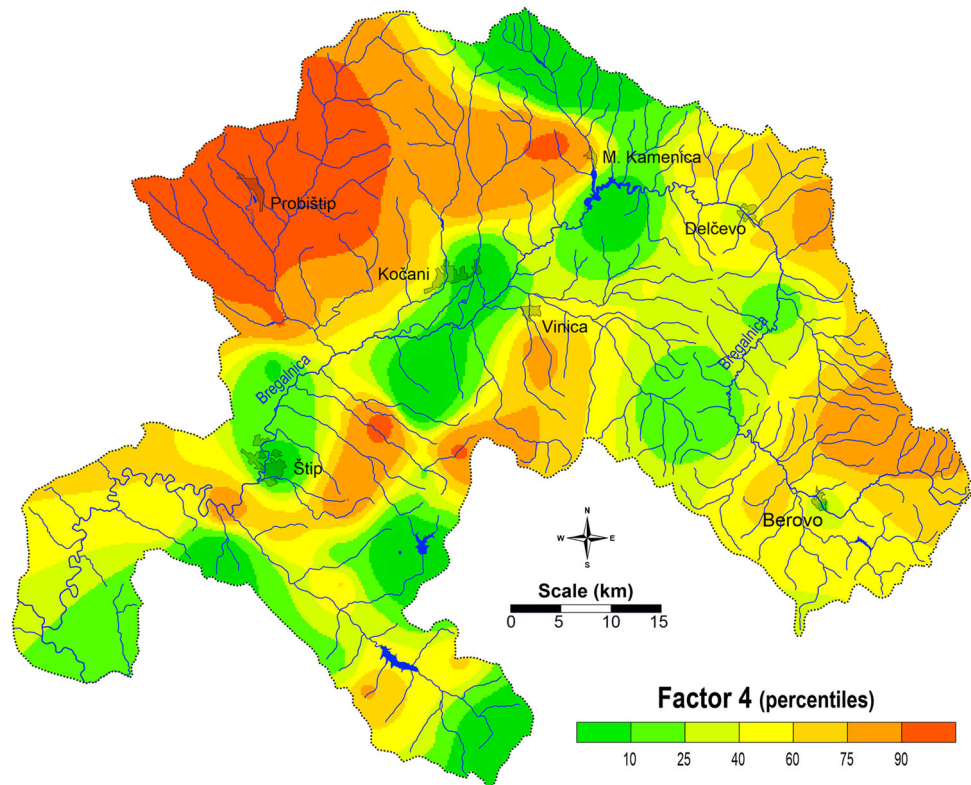 M. Kamenica
Probištip
Delčevo
Kočani
Vinica
Bregalnica
Bregalnica
Štip
Berovo
N
W E
S
Scale (km)
0 5 10 15
Factor 4 (percentiles)
10 25 40 60 75 90